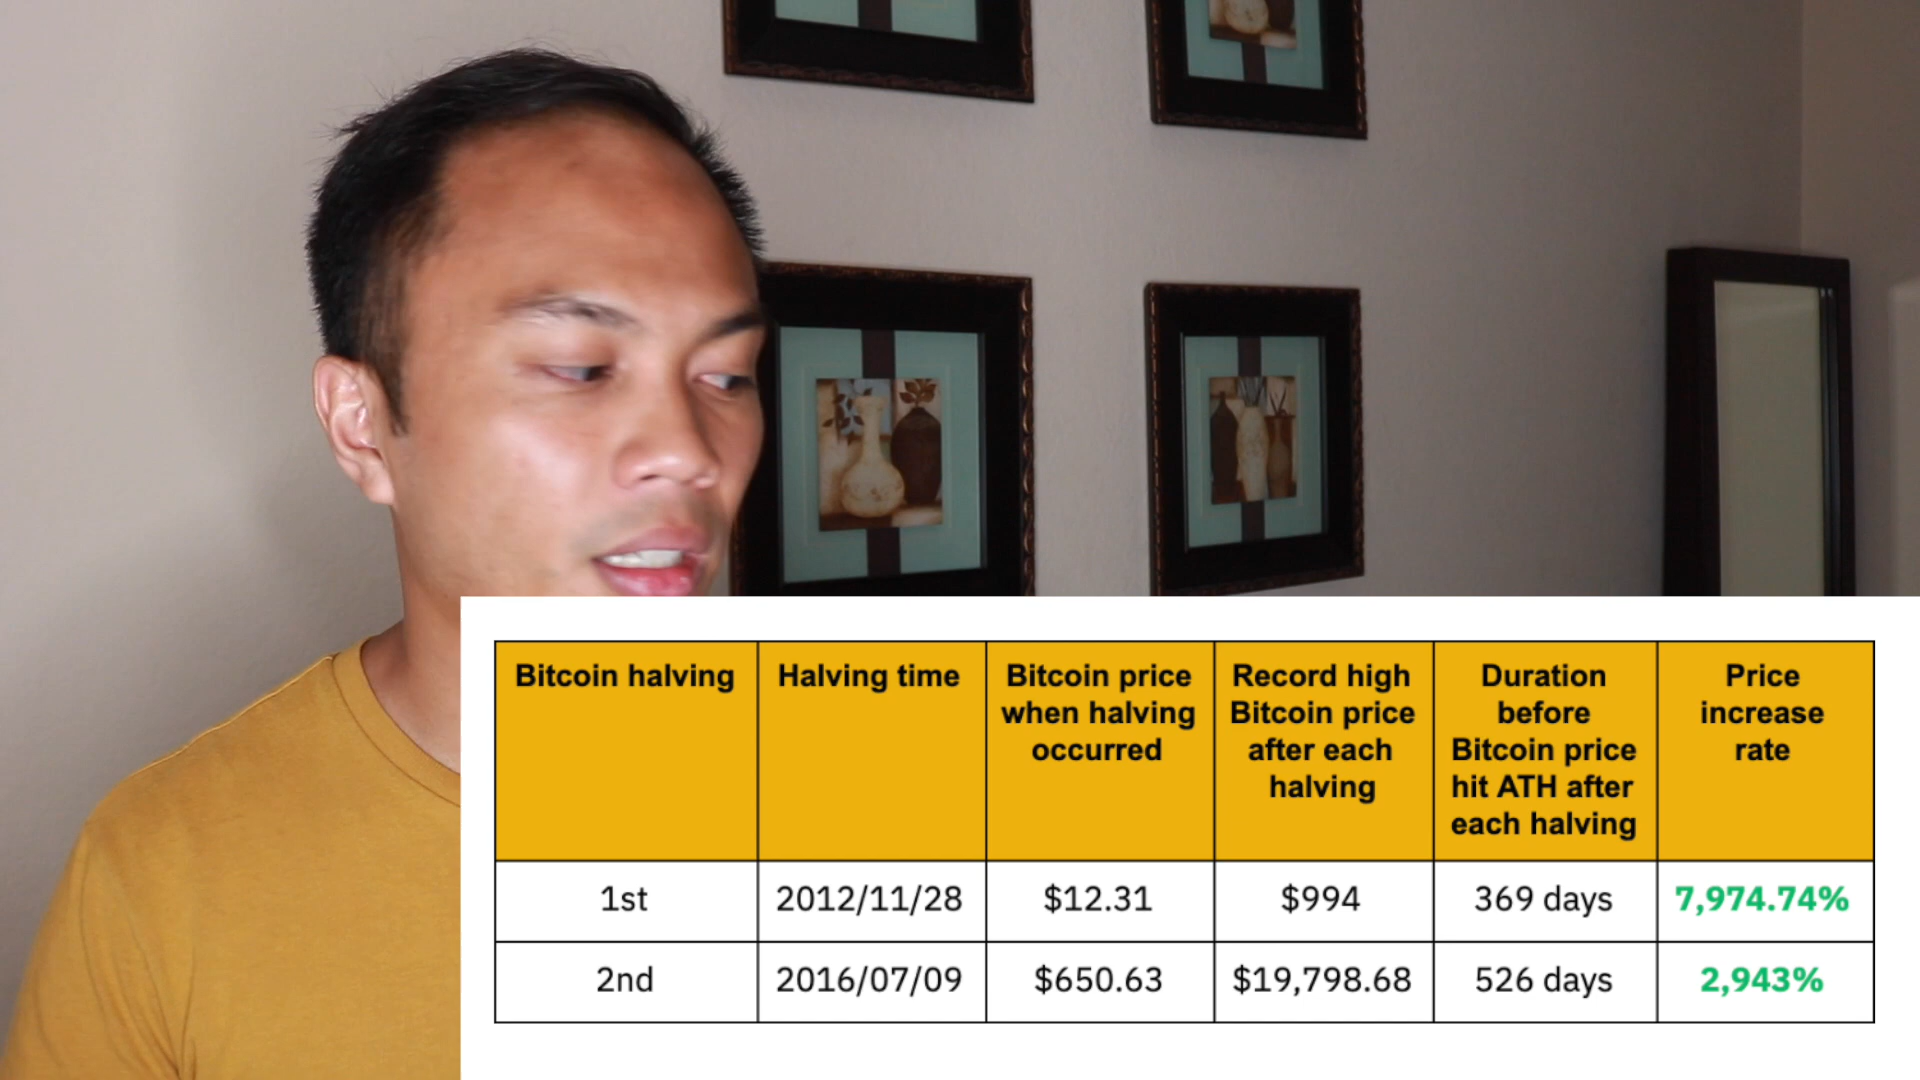 Bitcoin halving
Halving time
Bitcoin price
when halving
occurred
Record high
Bitcoin price
after each
halving
Duration
before
Bitcoin price
hit ATH after
each halving
Price
increase
rate
1st
2012/11/28
$12.31
$994
369 days
7,974.74%
2nd
2016/07/09
$650.63
$19,798.68
526 days
2,943%